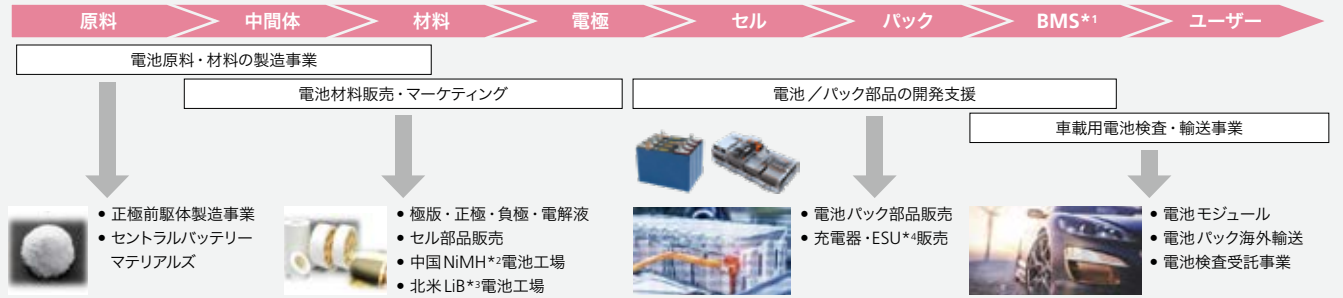 原料
中間体
材料
電極
セル
パック
BMS*1
ユーザー
電池原料・材料の製造事業
電池材料販売・マーケティング
電池／パック部品の開発支援
車載用電池検査・輸送事業
• 正極前駆体製造事業
• セントラルバッテリー
マテリアルズ
• 極版・正極・負極・電解液
• セル部品販売
• 中国NiMH*2電池工場
• 北米LiB*3電池工場
• 電池パック部品販売
• 充電器・ESU*4販売
• 電池モジュール
• 電池パック海外輸送
• 電池検査受託事業